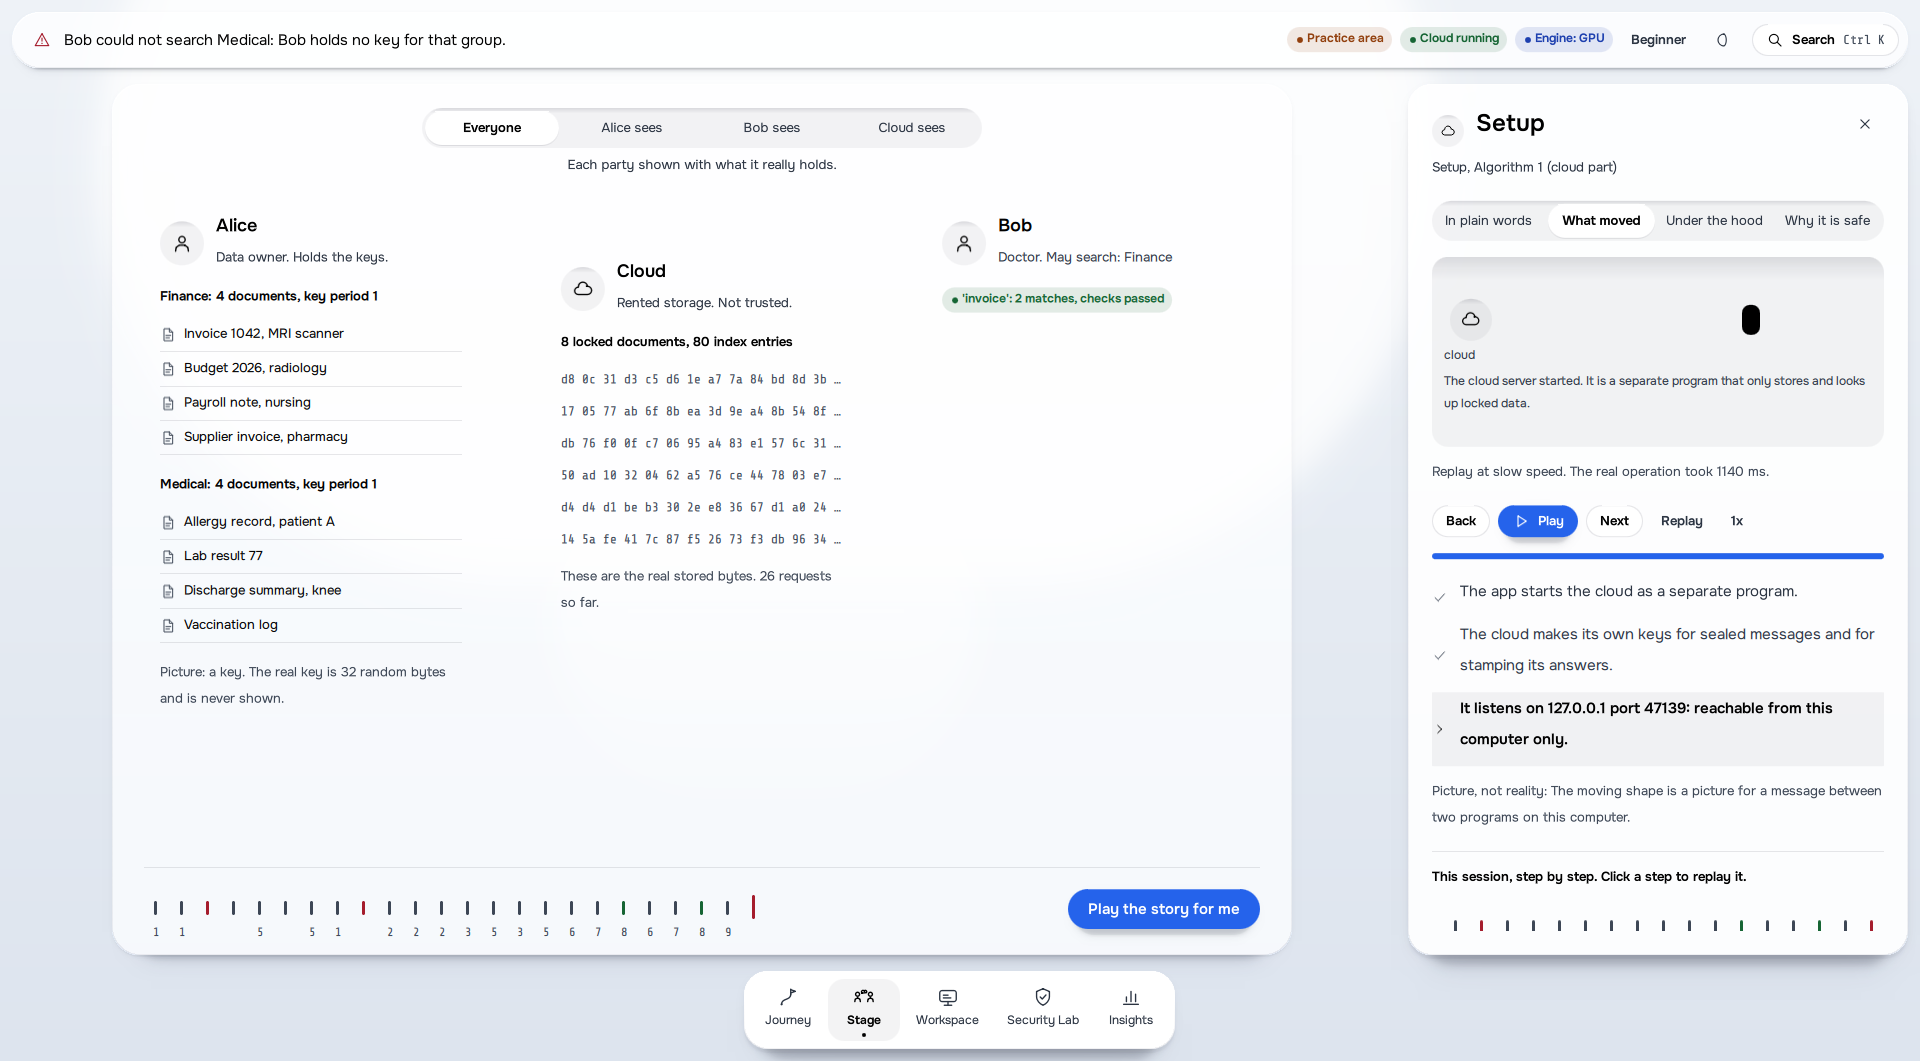 Bob could not search Medical: Bob holds no key for that group.
Practice area
Cloud running
Engine: GPU
Beginner
Search Ctrl K
Everyone
Alice sees
Bob sees
Cloud sees
Each party shown with what it really holds.
Alice
Data owner. Holds the keys.
Finance: 4 documents, key period 1
Invoice 1042, MRI scanner
Budget 2026, radiology
Payroll note, nursing
Supplier invoice, pharmacy
Medical: 4 documents, key period 1
Allergy record, patient A
Lab result 77
Discharge summary, knee
Vaccination log
Picture: a key. The real key is 32 random bytes
and is never shown.
Cloud
Rented storage. Not trusted.
8 locked documents, 80 index entries
d8 0c 31 d3 c5 d6 1e a7 7a 84 bd 8d 3b …
17 05 77 ab 6f 8b ea 3d 9e a4 8b 54 8f …
db 76 f0 0f c7 06 95 a4 83 e1 57 6c 31 …
50 ad 10 32 04 62 a5 76 ce 44 78 03 e7 …
d4 d4 d1 be b3 30 2e e8 36 67 d1 a0 24 …
14 5a fe 41 7c 87 f5 26 73 f3 db 96 34 …
These are the real stored bytes. 26 requests
so far.
Bob
Doctor. May search: Finance
'invoice': 2 matches, checks passed
1 1 5 5 1 2 2 2 3 5 3 5 6 7 8 6 7 8 9
Play the story for me
Setup
Setup, Algorithm 1 (cloud part)
In plain words
What moved
Under the hood
Why it is safe
cloud
The cloud server started. It is a separate program that only stores and looks
up locked data.
Replay at slow speed. The real operation took 1140 ms.
Back
Play
Next
Replay
1x
The app starts the cloud as a separate program.
The cloud makes its own keys for sealed messages and for
stamping its answers.
It listens on 127.0.0.1 port 47139: reachable from this
computer only.
Picture, not reality: The moving shape is a picture for a message between
two programs on this computer.
This session, step by step. Click a step to replay it.
Journey
Stage
Workspace
Security Lab
Insights